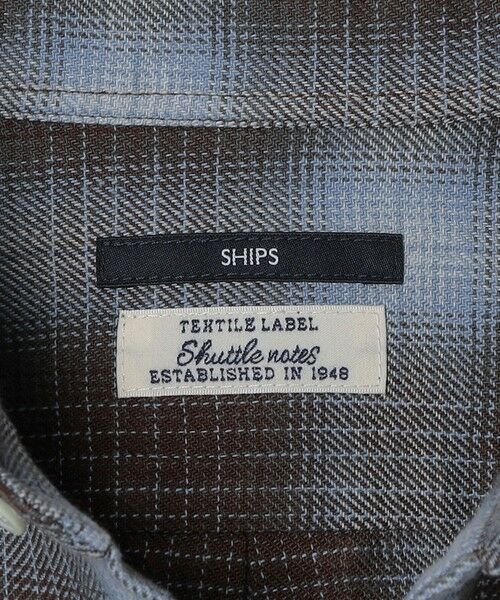 SHIPS
TEXTILE LABEL
Shuttle notes
ESTABLISHED IN 1948